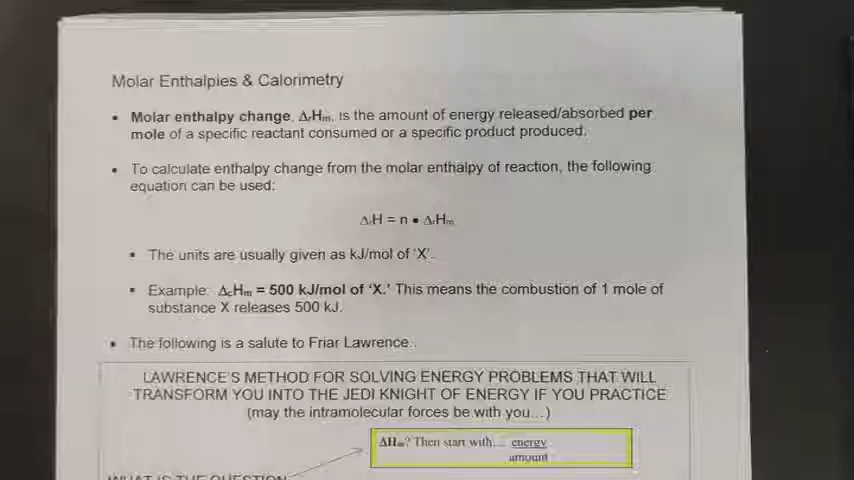 Molar Enthalpies & Calorimetry
• Molar enthalpy change, ΔrHm, is the amount of energy released/absorbed per
mole of a specific reactant consumed or a specific product produced.
• To calculate enthalpy change from the molar enthalpy of reaction, the following
equation can be used:
ΔrH = n • ΔrHm
▪ The units are usually given as kJ/mol of ‘X’.
▪ Example: ΔcHm = 500 kJ/mol of ‘X.’ This means the combustion of 1 mole of
substance X releases 500 kJ.
• The following is a salute to Friar Lawrence.
LAWRENCE'S METHOD FOR SOLVING ENERGY PROBLEMS THAT WILL
TRANSFORM YOU INTO THE JEDI KNIGHT OF ENERGY IF YOU PRACTICE
(may the intramolecular forces be with you...)
ΔHm? Then start with... energy
amount
WHAT IS THE QUESTION